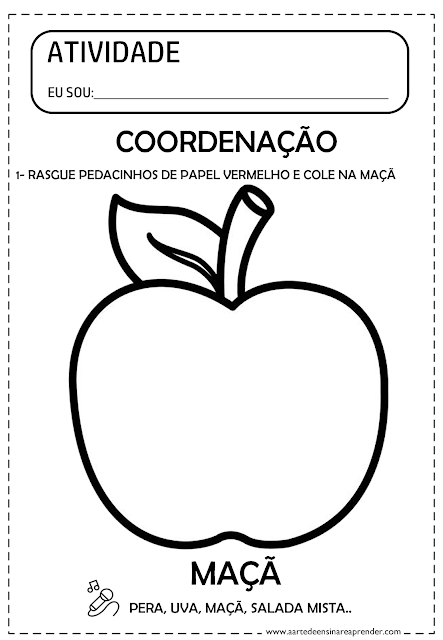 ATIVIDADE
EU SOU:
COORDENAÇÃO
1- RASGUE PEDACINHOS DE PAPEL VERMELHO E COLE NA MAÇÃ
MAÇÃ
PERA, UVA, MAÇÃ, SALADA MISTA..
www.aartedeensinareaprender.com